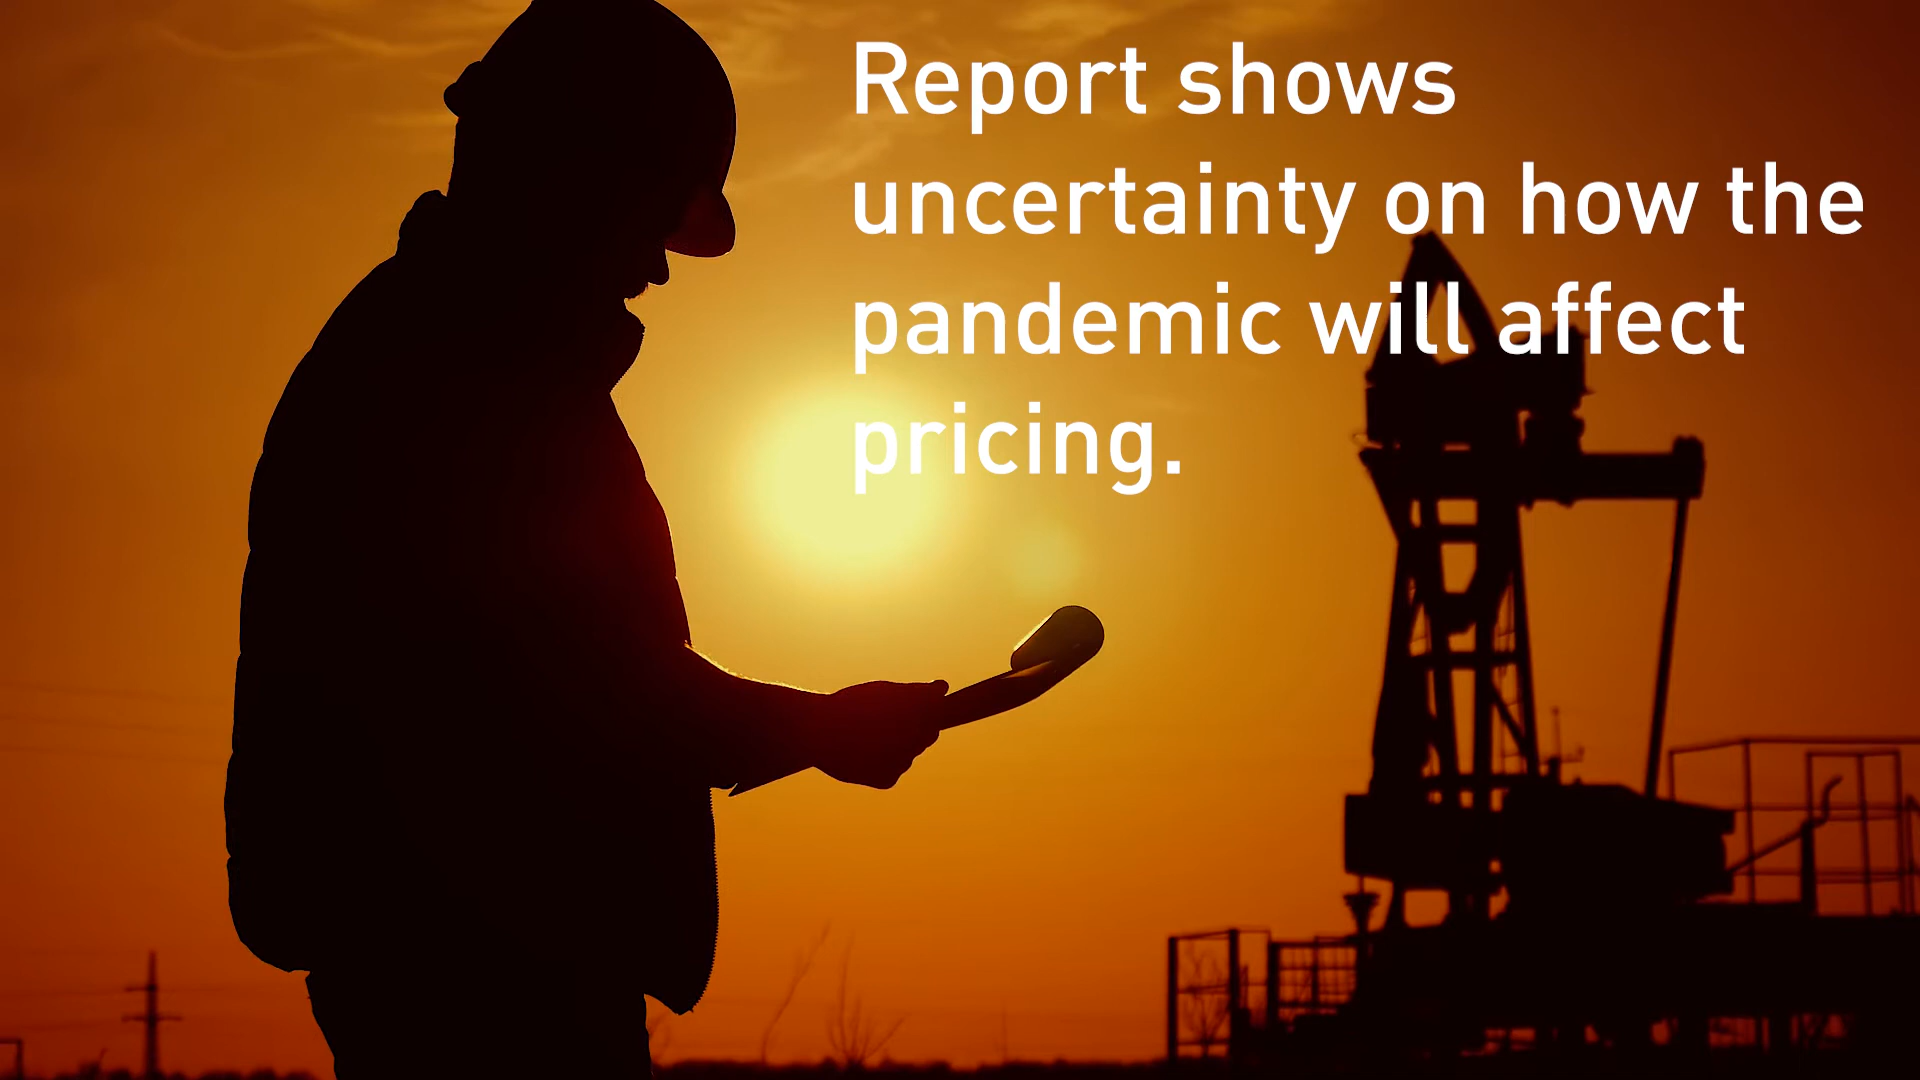 Report shows
uncertainty on how the
pandemic will affect
pricing.